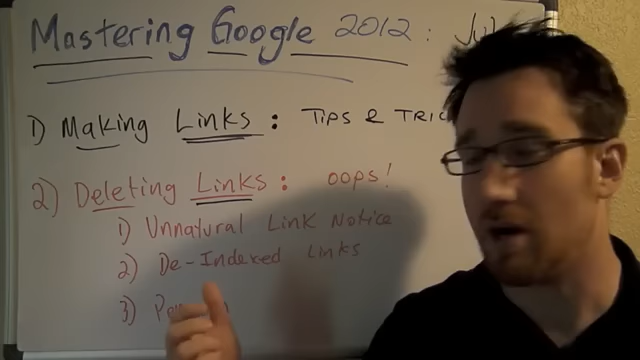 Mastering Google 2012:
1) Making Links: TIPS & TRIC
2) Deleting Links: oops!
1) Unnatural Link Notice
2) De-Indexed Links
3)